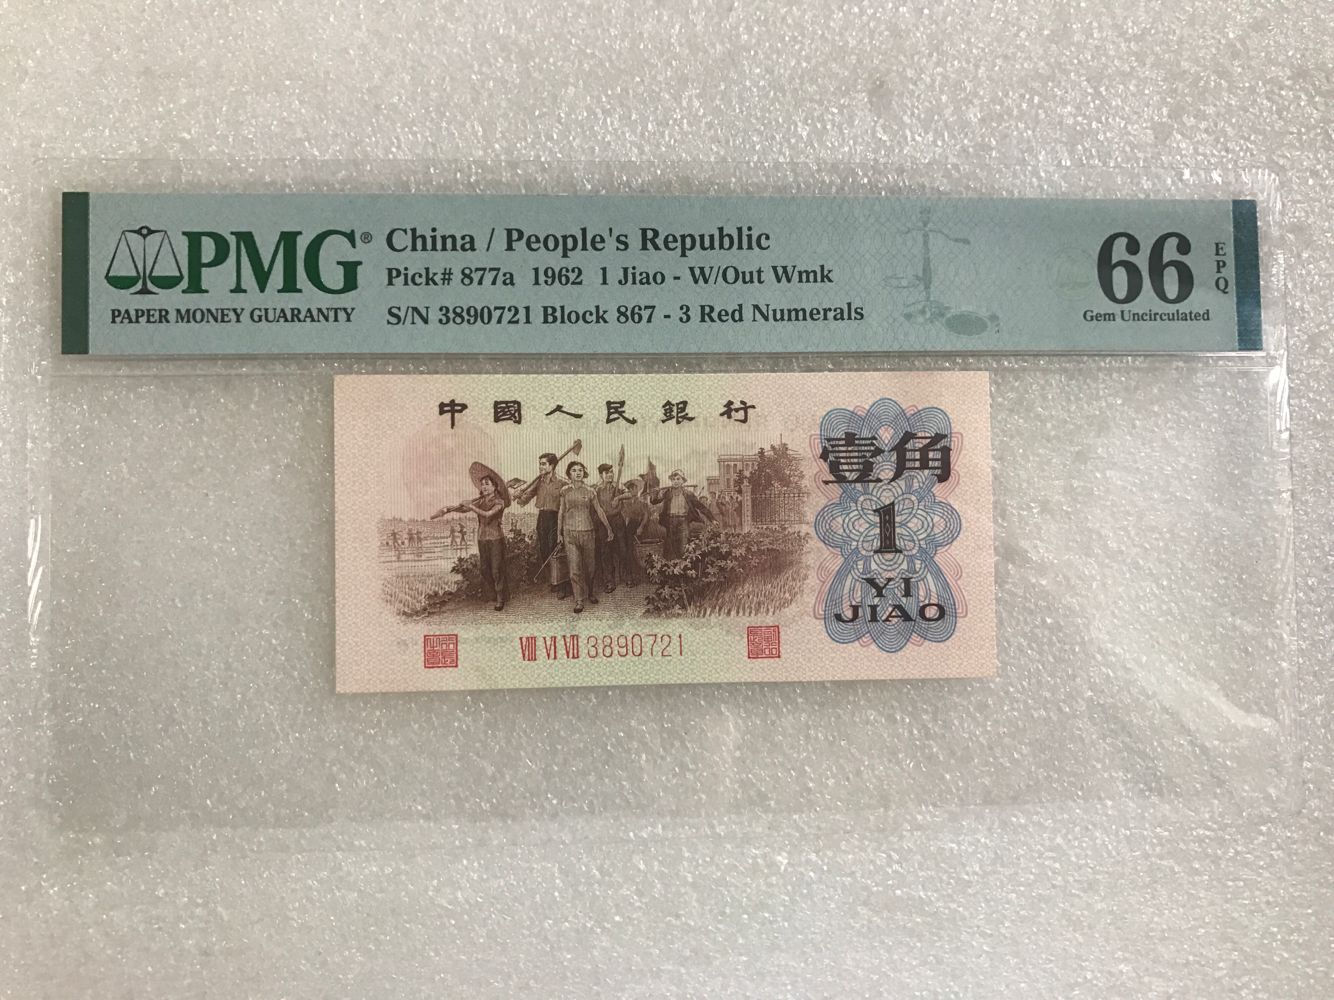 PMG®
PAPER MONEY GUARANTY
China / People's Republic
Pick# 877a 1962 1 Jiao - W/Out Wmk
S/N 3890721 Block 867 - 3 Red Numerals
66
EPQ
Gem Uncirculated
中國人民銀行
壹角
1
YI
JIAO
VIII VI VII 3890721